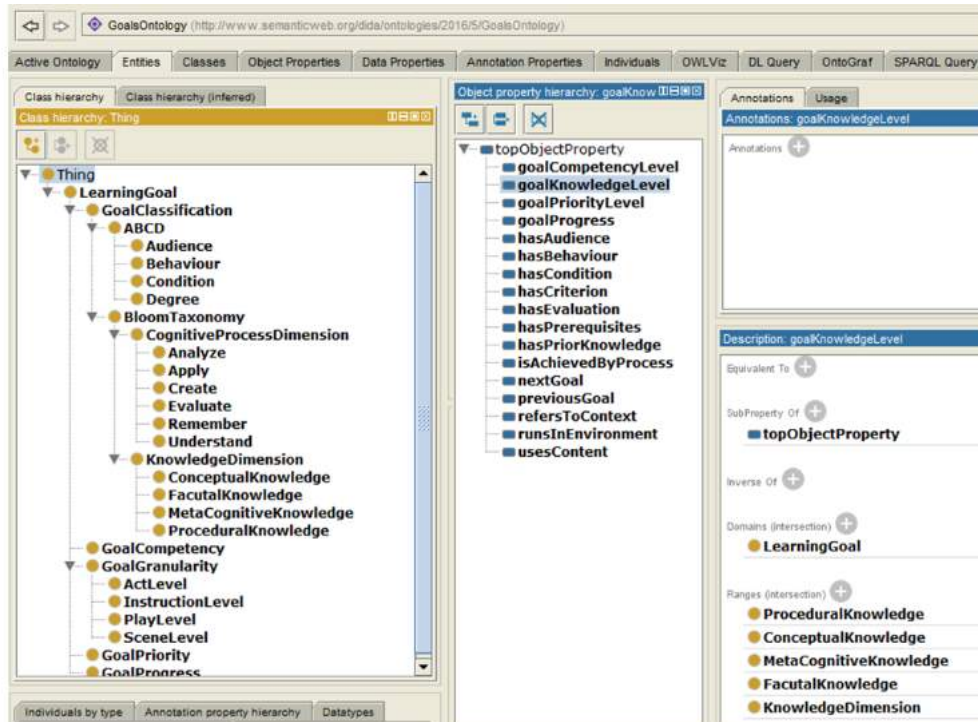 GoalsOntology (http://www.semanticweb.org/dida/ontologies/2016/5/GoalsOntology)
Active Ontology Entities Classes Object Properties Data Properties Annotation Properties Individuals OWLViz DL Query OntoGraf SPARQL Query
Class hierarchy Class hierarchy (inferred)
Class hierarchy: Thing
Thing
LearningGoal
GoalClassification
ABCD
Audience
Behaviour
Condition
Degree
BloomTaxonomy
CognitiveProcessDimension
Analyze
Apply
Create
Evaluate
Remember
Understand
KnowledgeDimension
ConceptualKnowledge
FacutalKnowledge
MetaCognitiveKnowledge
ProceduralKnowledge
GoalCompetency
GoalGranularity
ActLevel
InstructionLevel
PlayLevel
SceneLevel
GoalPriority
GoalProgress
Individuals by type Annotation property hierarchy Datatypes
Object property hierarchy: goalKnow
topObjectProperty
goalCompetencyLevel
goalKnowledgeLevel
goalPriorityLevel
goalProgress
hasAudience
hasBehaviour
hasCondition
hasCriterion
hasEvaluation
hasPrerequisites
hasPriorKnowledge
isAchievedByProcess
nextGoal
previousGoal
refersToContext
runsInEnvironment
usesContent
Annotations Usage
Annotations: goalKnowledgeLevel
Annotations
Description: goalKnowledgeLevel
Equivalent To
SubProperty Of
topObjectProperty
Inverse Of
Domains (intersection)
LearningGoal
Ranges (intersection)
ProceduralKnowledge
ConceptualKnowledge
MetaCognitiveKnowledge
FacutalKnowledge
KnowledgeDimension